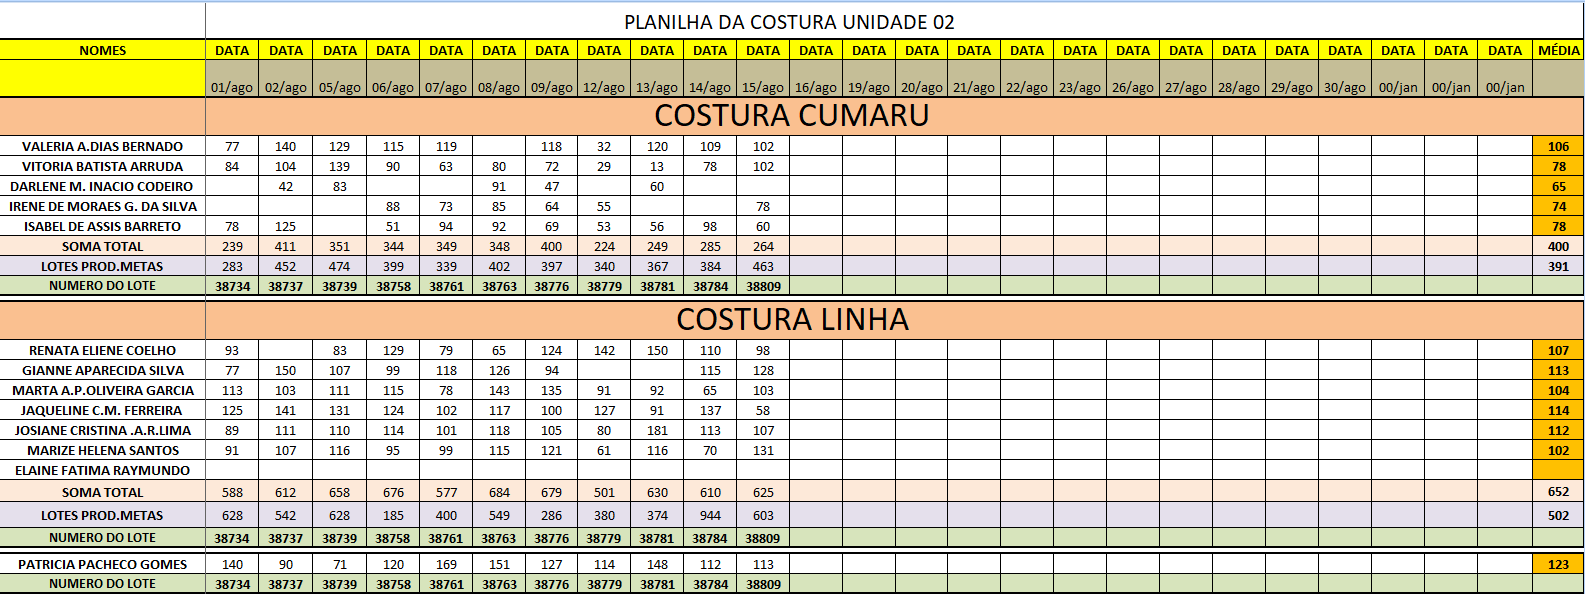 PLANILHA DA COSTURA UNIDADE 02
NOMES DATA DATA DATA DATA DATA DATA DATA DATA DATA DATA DATA DATA DATA DATA DATA DATA DATA DATA DATA DATA DATA DATA DATA DATA DATA MÉDIA
01/ago 02/ago 05/ago 06/ago 07/ago 08/ago 09/ago 12/ago 13/ago 14/ago 15/ago 16/ago 19/ago 20/ago 21/ago 22/ago 23/ago 26/ago 27/ago 28/ago 29/ago 30/ago 00/jan 00/jan 00/jan
COSTURA CUMARU
VALERIA A.DIAS BERNADO 77 140 129 115 119 118 32 120 109 102 106
VITORIA BATISTA ARRUDA 84 104 139 90 63 80 72 29 13 78 102 78
DARLENE M. INACIO CODEIRO 42 83 91 47 60 65
IRENE DE MORAES G. DA SILVA 88 73 85 64 55 78 74
ISABEL DE ASSIS BARRETO 78 125 51 94 92 69 53 56 98 60 78
SOMA TOTAL 239 411 351 344 349 348 400 224 249 285 264 400
LOTES PROD.METAS 283 452 474 399 339 402 397 340 367 384 463 391
NUMERO DO LOTE 38734 38737 38739 38758 38761 38763 38776 38779 38781 38784 38809
COSTURA LINHA
RENATA ELIENE COELHO 93 83 129 79 65 124 142 150 110 98 107
GIANNE APARECIDA SILVA 77 150 107 99 118 126 94 115 128 113
MARTA A.P.OLIVEIRA GARCIA 113 103 111 115 78 143 135 91 92 65 103 104
JAQUELINE C.M. FERREIRA 125 141 131 124 102 117 100 127 91 137 58 114
JOSIANE CRISTINA .A.R.LIMA 89 111 110 114 101 118 105 80 181 113 107 112
MARIZE HELENA SANTOS 91 107 116 95 99 115 121 61 116 70 131 102
ELAINE FATIMA RAYMUNDO
SOMA TOTAL 588 612 658 676 577 684 679 501 630 610 625 652
LOTES PROD.METAS 628 542 628 185 400 549 286 380 374 944 603 502
NUMERO DO LOTE 38734 38737 38739 38758 38761 38763 38776 38779 38781 38784 38809
PATRICIA PACHECO GOMES 140 90 71 120 169 151 127 114 148 112 113 123
NUMERO DO LOTE 38734 38737 38739 38758 38761 38763 38776 38779 38781 38784 38809